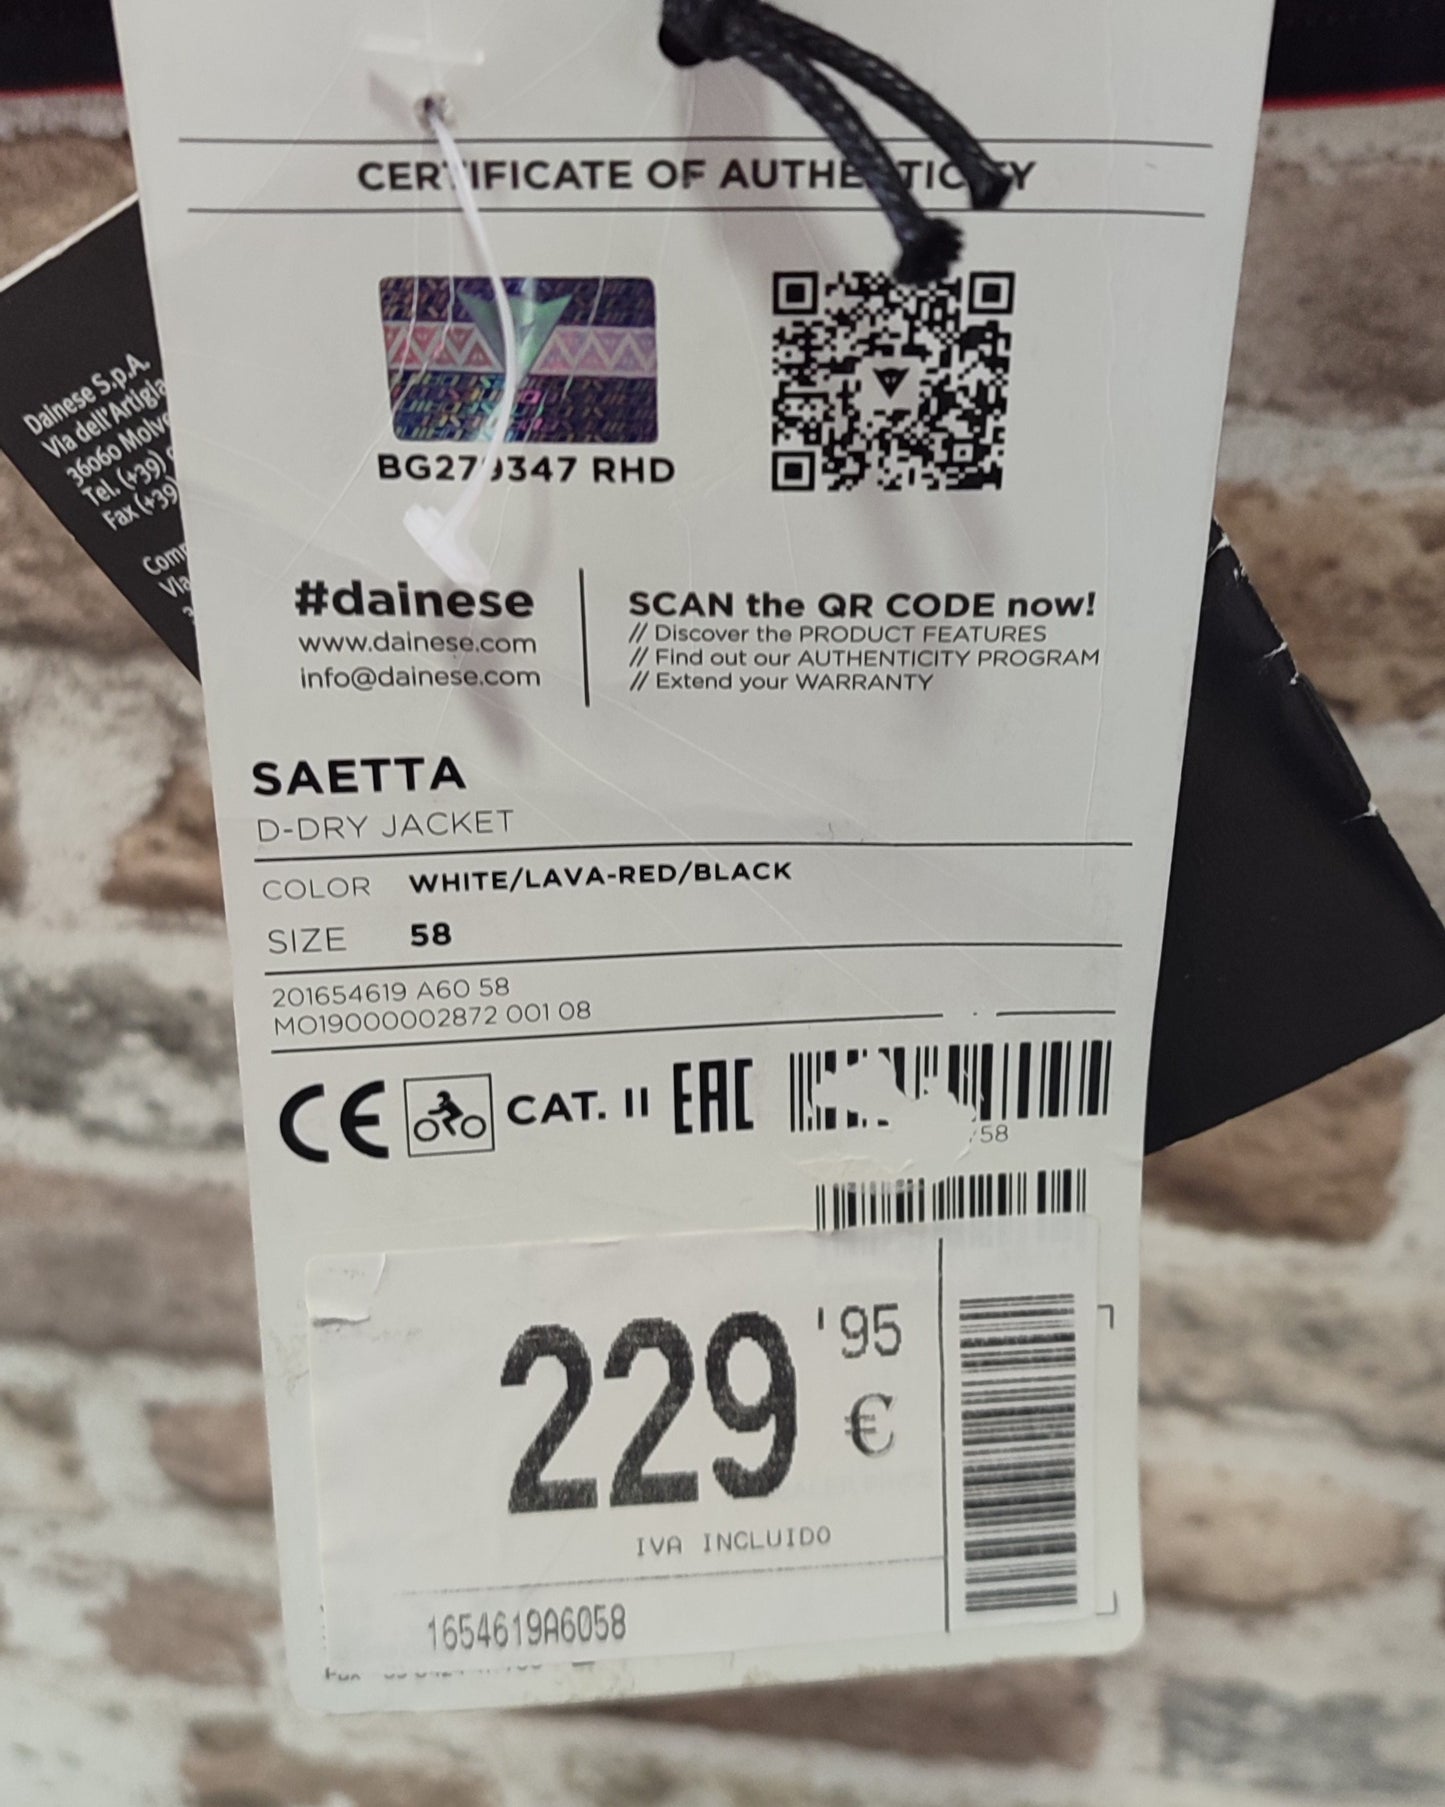 CERTIFICATE OF AUTHENTICITY
Dainese S.p.A.
Via dell'Artigia
36060 Molve
Tel. (+39)
Fax (+39)
BG279347 RHD
#dainese
www.dainese.com
info@dainese.com
SCAN the QR CODE now!
// Discover the PRODUCT FEATURES
// Find out our AUTHENTICITY PROGRAM
// Extend your WARRANTY
SAETTA
D-DRY JACKET
COLOR WHITE/LAVA-RED/BLACK
SIZE 58
201654619 A60 58
MO19000002872 001 08
CE CAT. II EAC
58
229'95 €
IVA INCLUIDO
1654619A6058